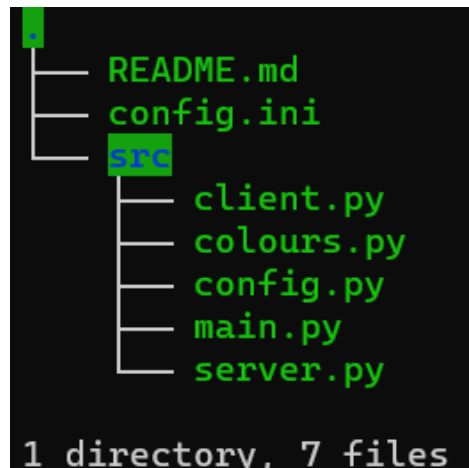 .
├── README.md
├── config.ini
└── src
    ├── client.py
    ├── colours.py
    ├── config.py
    ├── main.py
    └── server.py
1 directory, 7 files